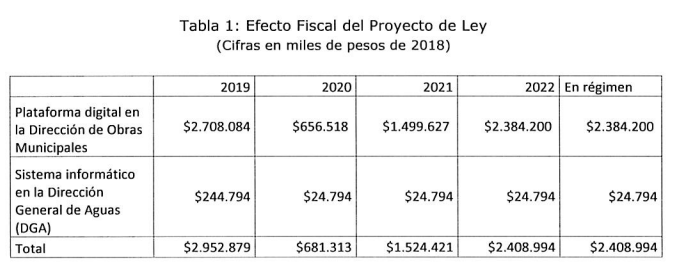 Tabla 1: Efecto Fiscal del Proyecto de Ley
(Cifras en miles de pesos de 2018)
2019 2020 2021 2022 En régimen
Plataforma digital en
la Dirección de Obras $2.708.084 $656.518 $1.499.627 $2.384.200 $2.384.200
Municipales
Sistema informático
en la Dirección $244.794 $24.794 $24.794 $24.794 $24.794
General de Aguas
(DGA)
Total $2.952.879 $681.313 $1.524.421 $2.408.994 $2.408.994